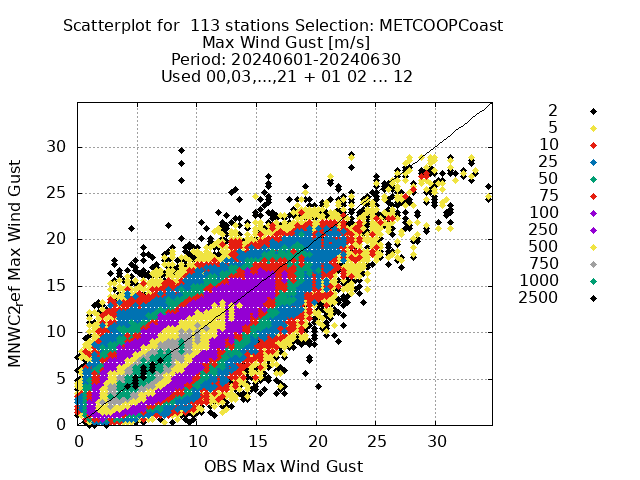 Scatterplot for  113 stations Selection: METCOOPCoast
Max Wind Gust [m/s]
Period: 20240601-20240630
Used 00,03,...,21 + 01 02 ... 12
2
5
10
25
50
75
100
250
500
750
1000
2500
MNWC2,ef Max Wind Gust
30
25
20
15
10
5
0
0 5 10 15 20 25 30
OBS Max Wind Gust